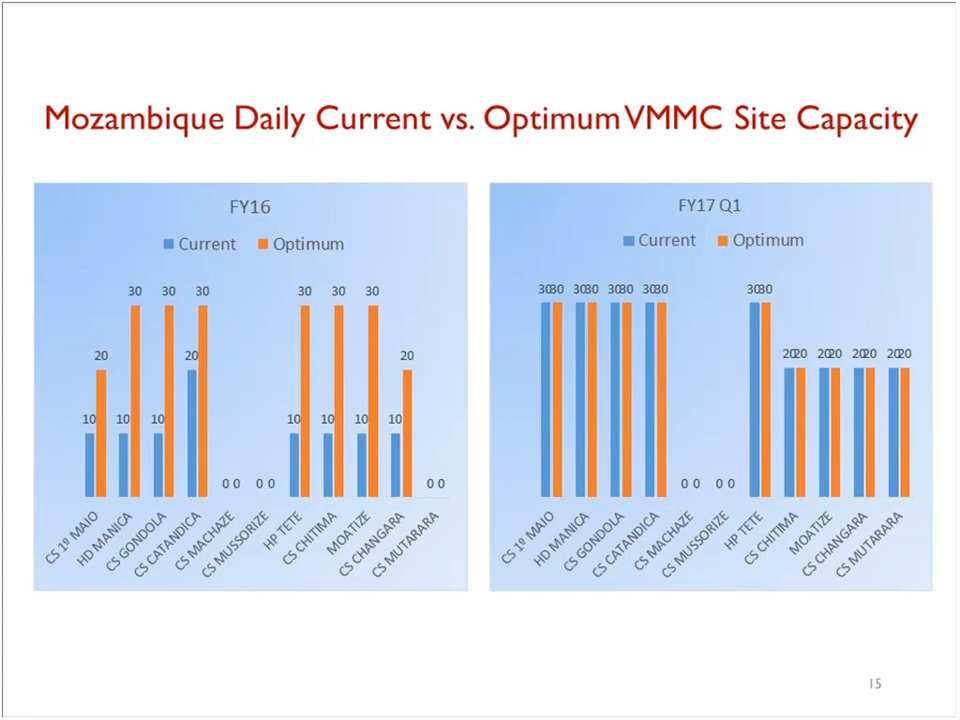 Mozambique Daily Current vs. Optimum VMMC Site Capacity
FY16
Current Optimum
10 20 10 30 10 30 20 30 0 0 0 0 10 30 10 30 10 30 10 20 0 0
CS 1º MAIO
HD MANICA
CS GONDOLA
CS CATANDICA
CS MACHAZE
CS MUSSORIZE
HP TETE
CS CHITIMA
MOATIZE
CS CHANGARA
CS MUTARARA
FY17 Q1
Current Optimum
30 30 30 30 30 30 30 30 0 0 0 0 30 30 20 20 20 20 20 20 20 20
CS 1º MAIO
HD MANICA
CS GONDOLA
CS CATANDICA
CS MACHAZE
CS MUSSORIZE
HP TETE
CS CHITIMA
MOATIZE
CS CHANGARA
CS MUTARARA
15